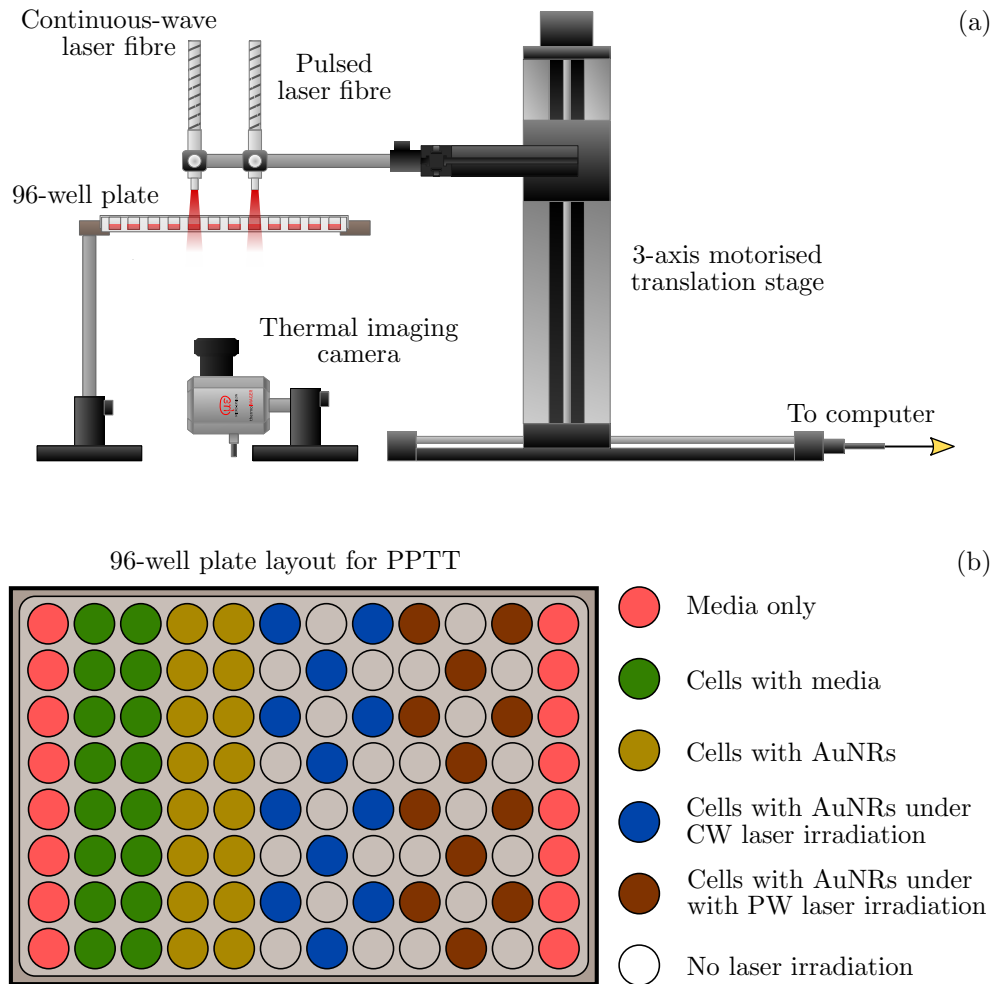 Continuous-wave
laser fibre
(a)
Pulsed
laser fibre
96-well plate
3-axis motorised
translation stage
Thermal imaging
camera
To computer
96-well plate layout for PPTT
(b)
Media only
Cells with media
Cells with AuNRs
Cells with AuNRs under
CW laser irradiation
Cells with AuNRs under
with PW laser irradiation
No laser irradiation